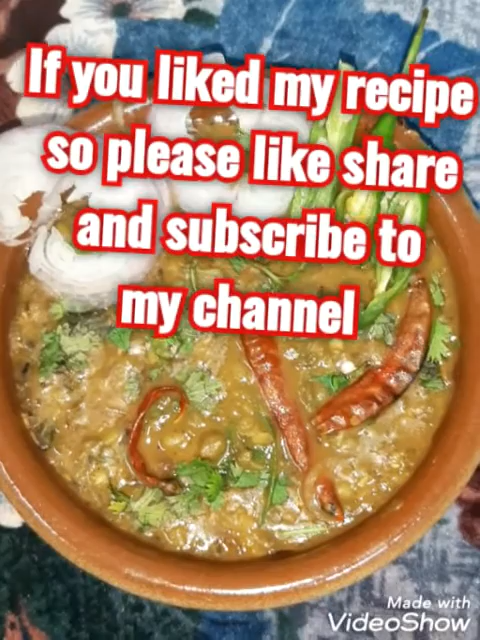 If you liked my recipe
so please like share
and subscribe to
my channel
Made with
VideoShow